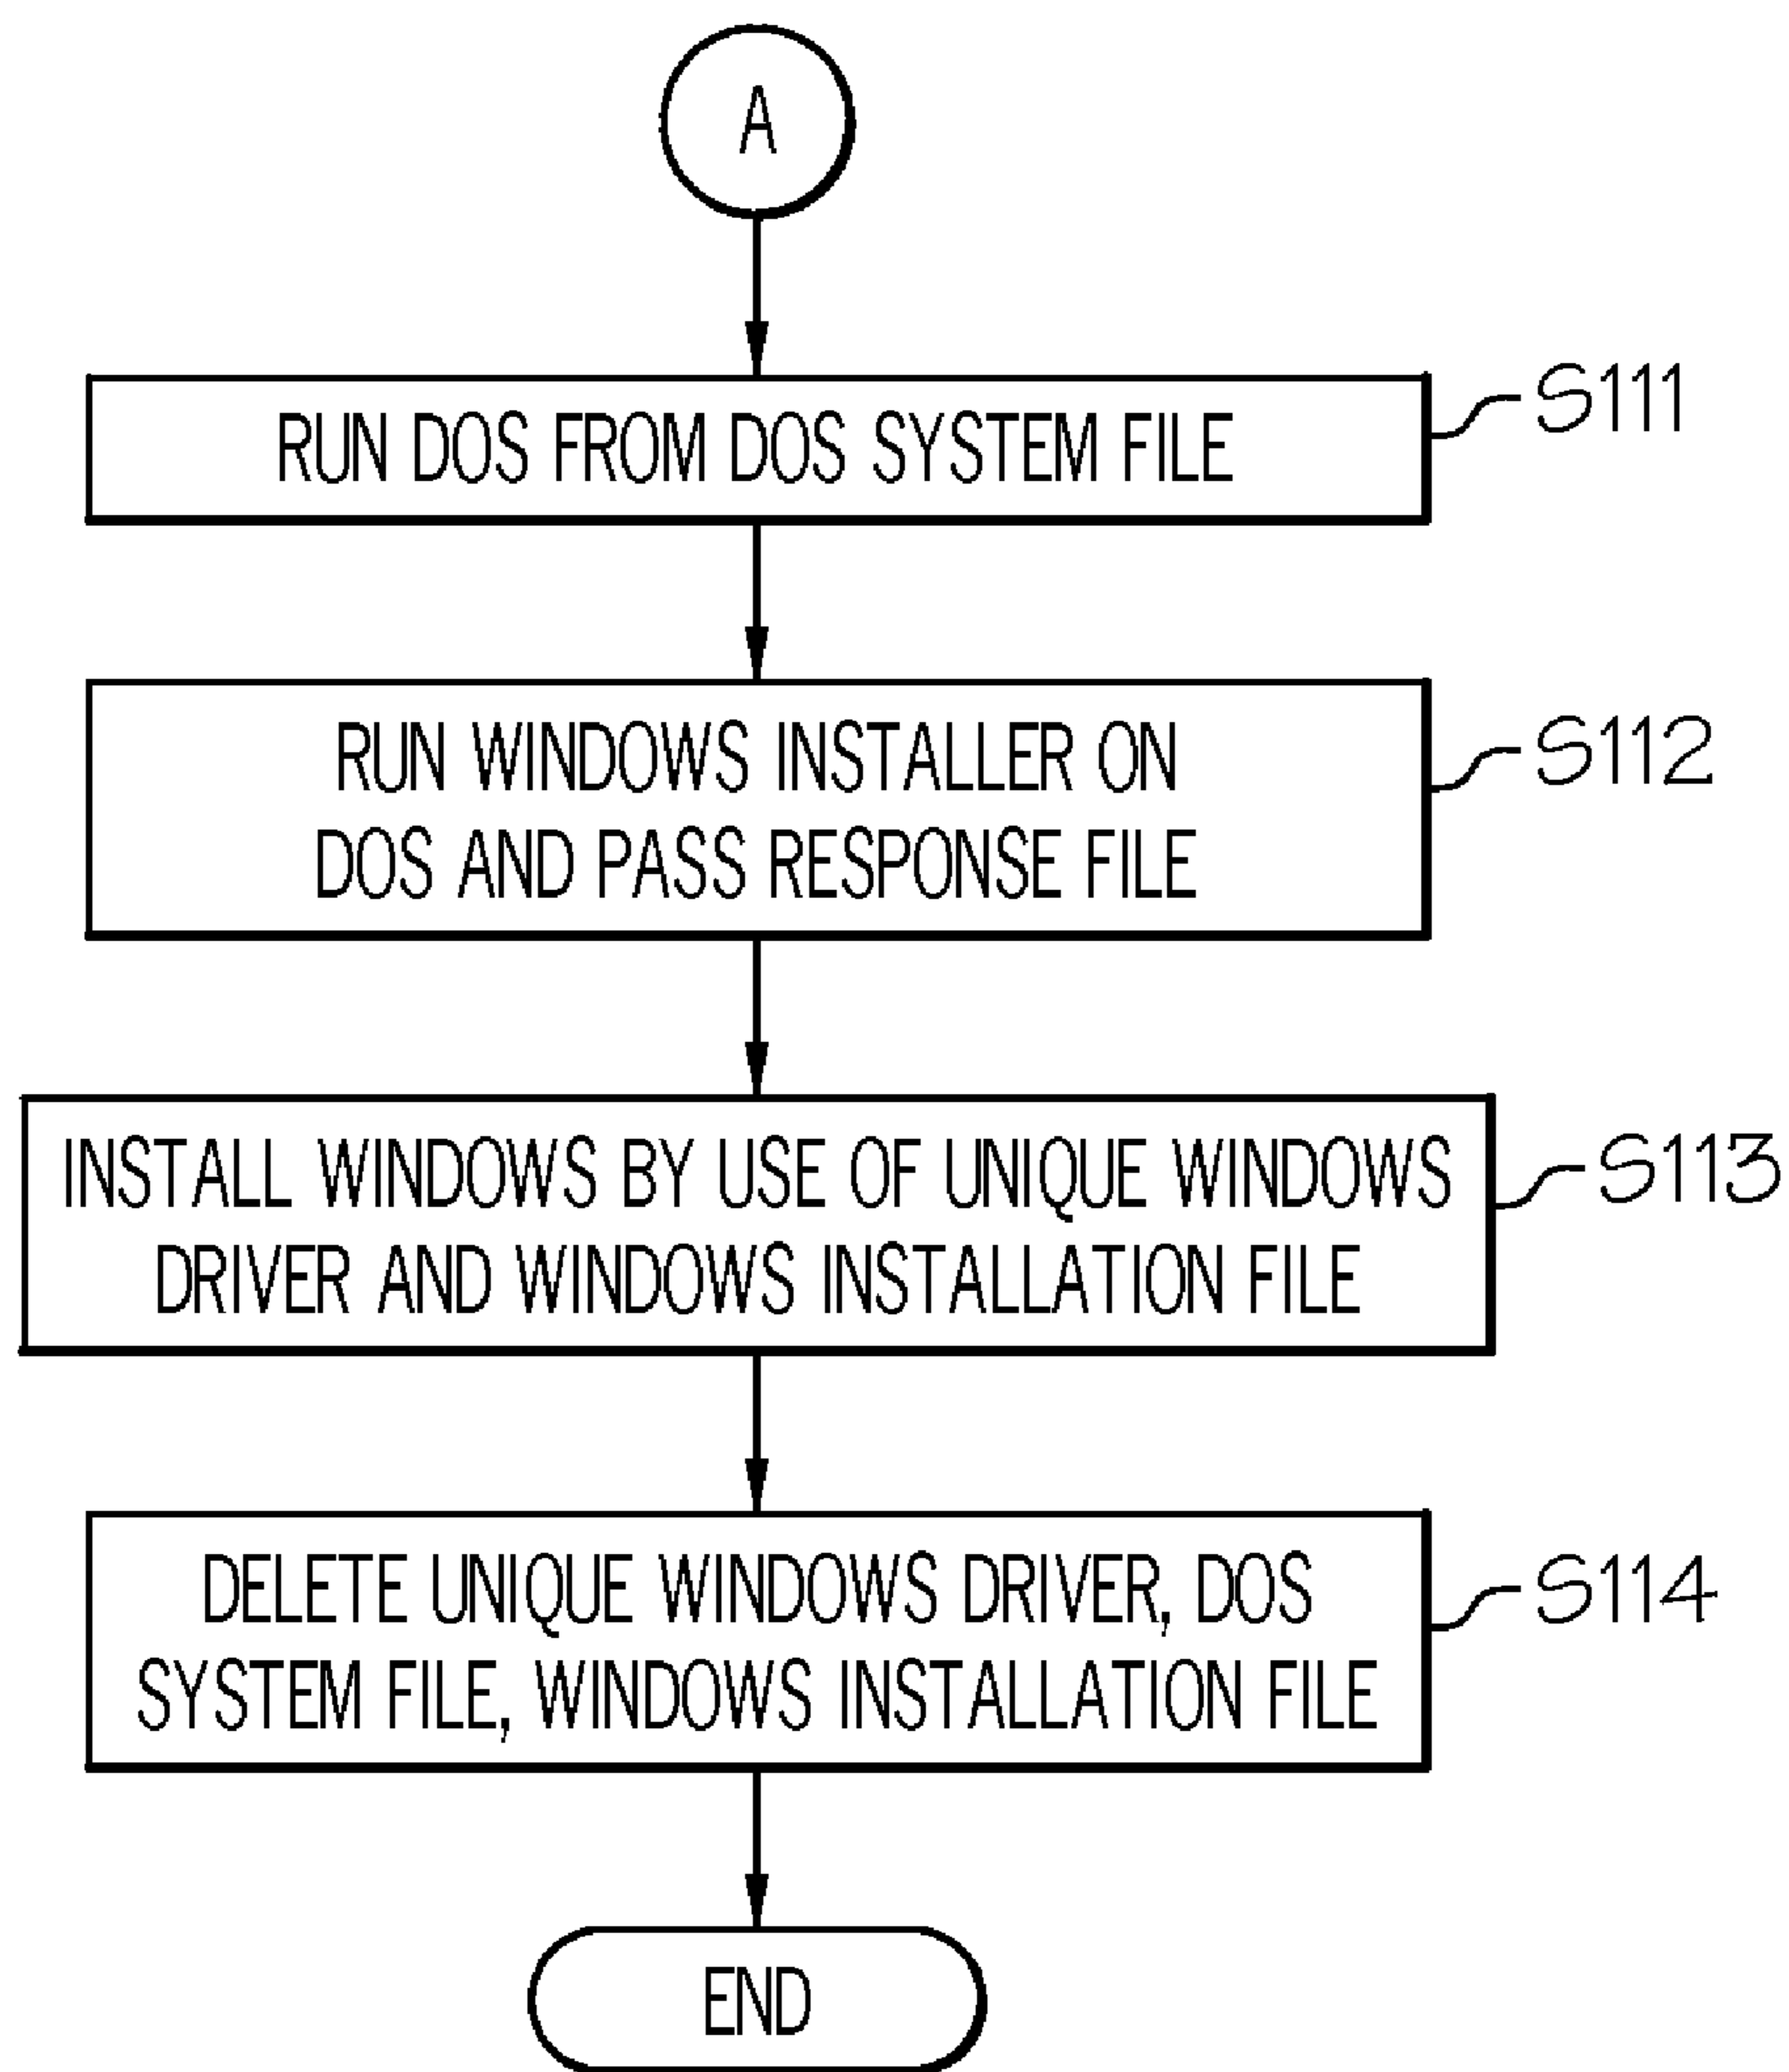 A
RUN DOS FROM DOS SYSTEM FILE
S111
RUN WINDOWS INSTALLER ON
DOS AND PASS RESPONSE FILE
S112
INSTALL WINDOWS BY USE OF UNIQUE WINDOWS
DRIVER AND WINDOWS INSTALLATION FILE
S113
DELETE UNIQUE WINDOWS DRIVER, DOS
SYSTEM FILE, WINDOWS INSTALLATION FILE
S114
END